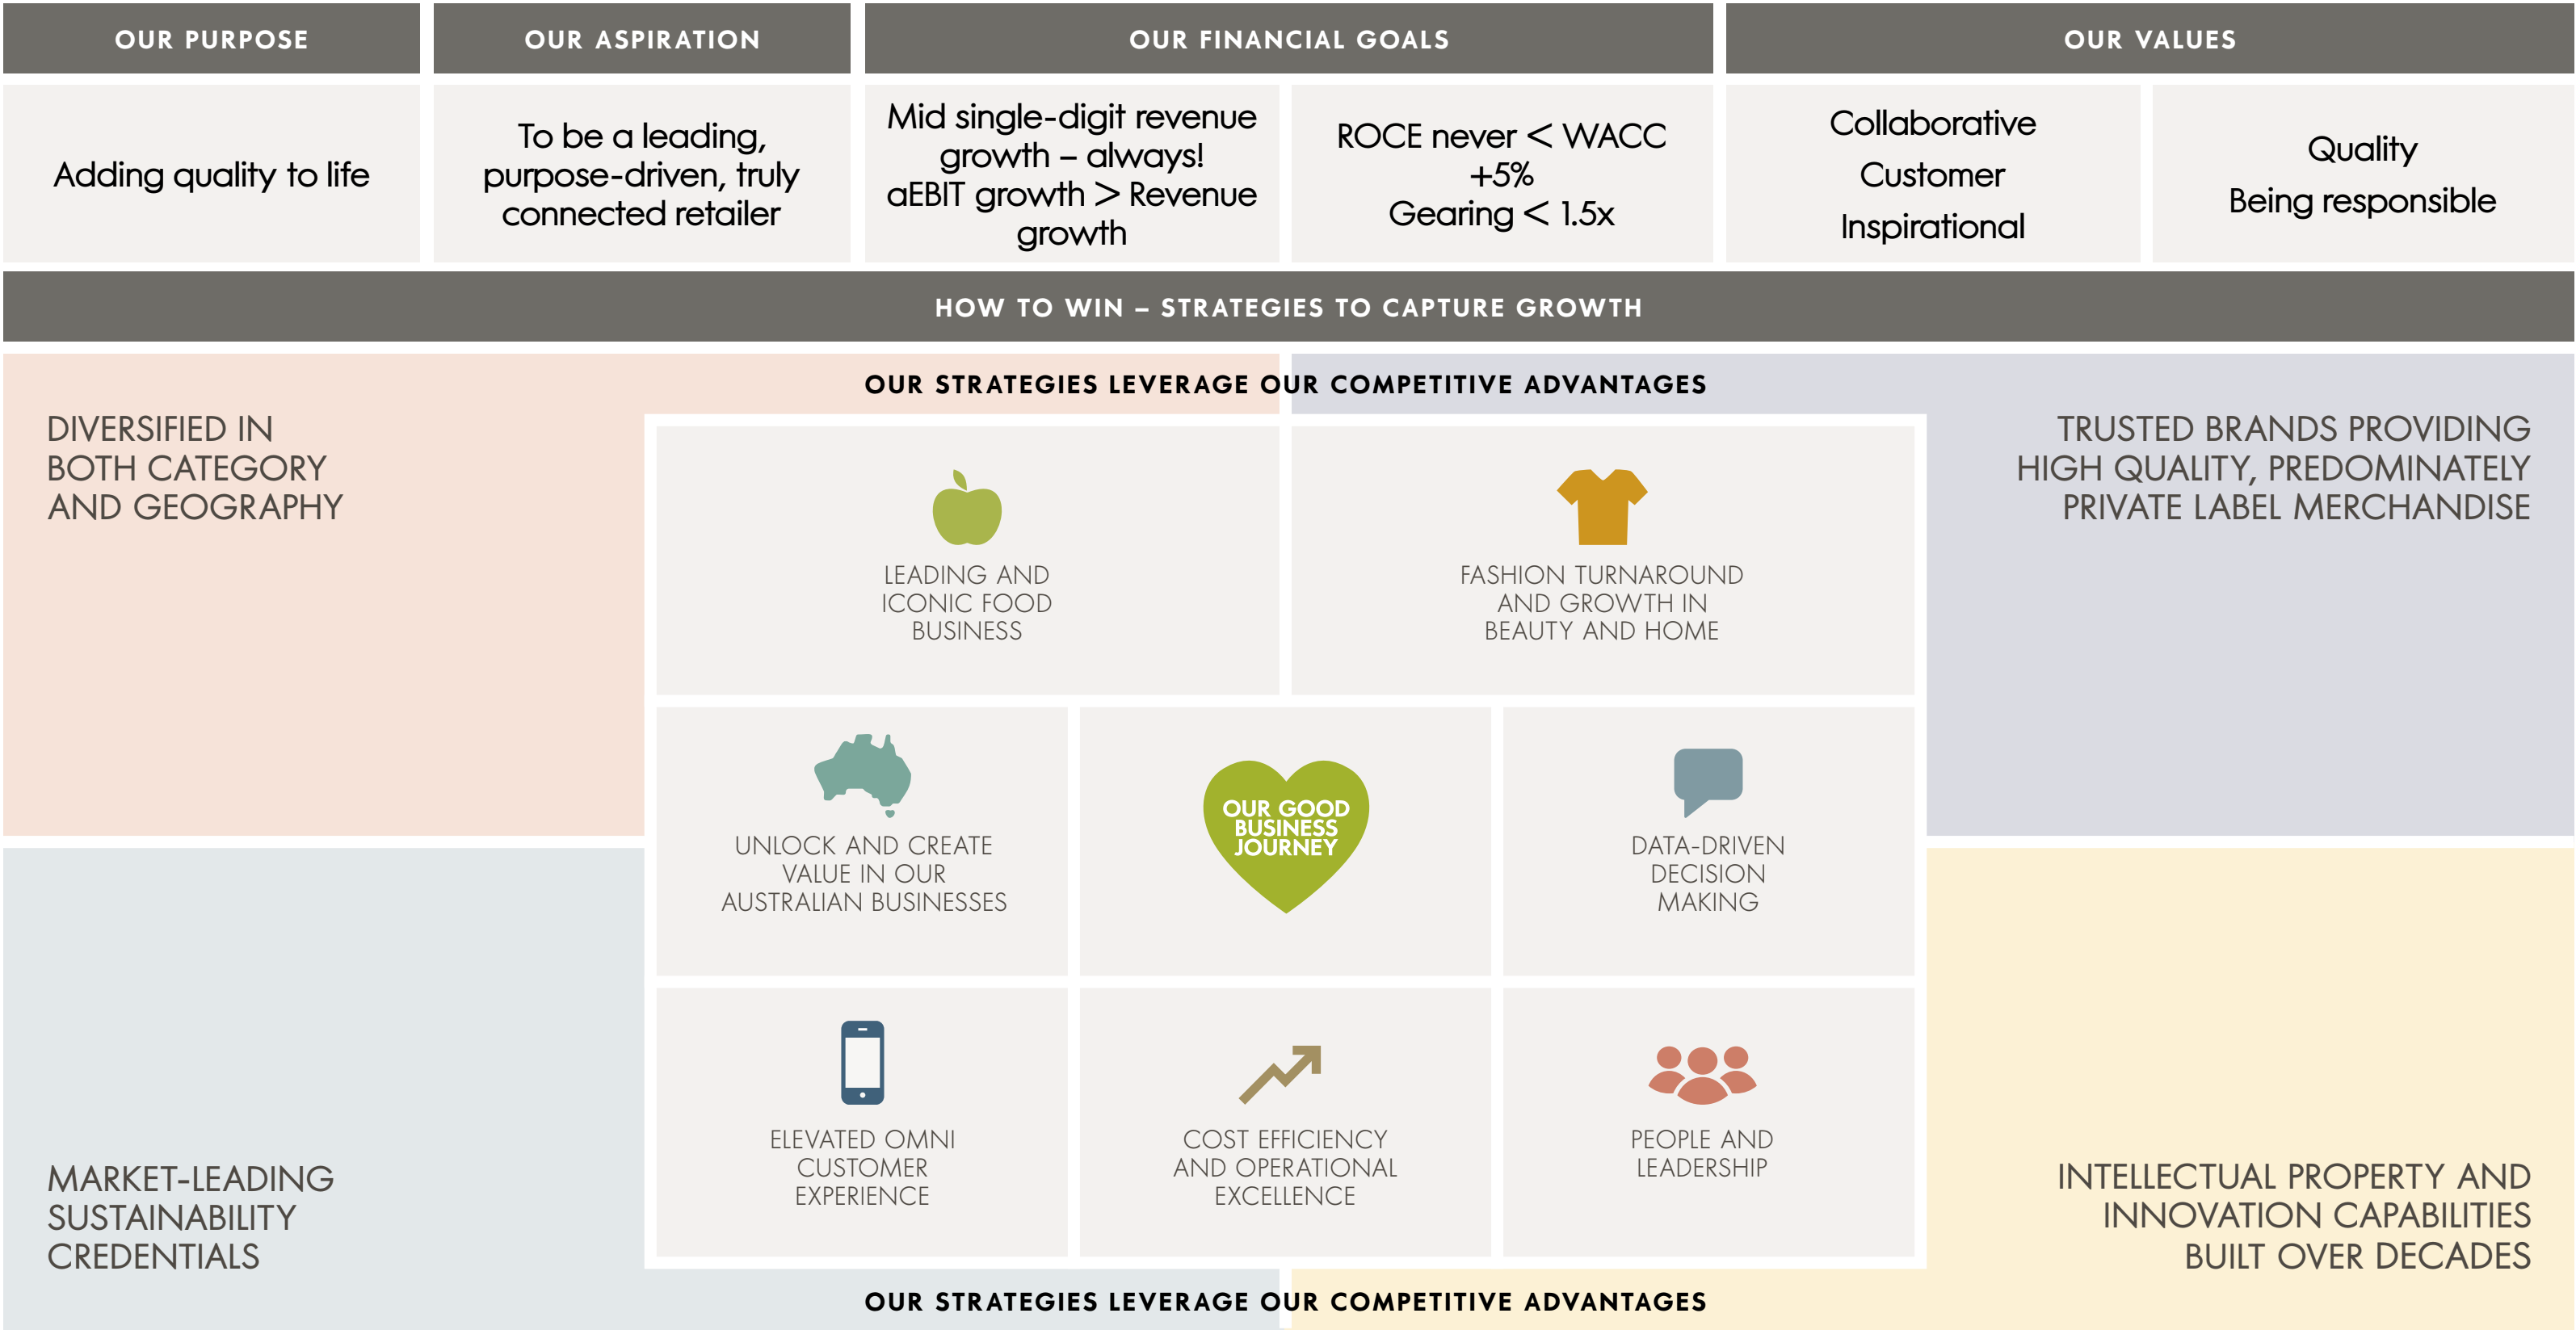 OUR PURPOSE
Adding quality to life
OUR ASPIRATION
To be a leading,
purpose-driven, truly
connected retailer
OUR FINANCIAL GOALS
Mid single-digit revenue
growth – always!
aEBIT growth > Revenue
growth
ROCE never < WACC
+5%
Gearing < 1.5x
OUR VALUES
Collaborative
Customer
Inspirational
Quality
Being responsible
HOW TO WIN – STRATEGIES TO CAPTURE GROWTH
OUR STRATEGIES LEVERAGE OUR COMPETITIVE ADVANTAGES
DIVERSIFIED IN
BOTH CATEGORY
AND GEOGRAPHY
TRUSTED BRANDS PROVIDING
HIGH QUALITY, PREDOMINATELY
PRIVATE LABEL MERCHANDISE
LEADING AND
ICONIC FOOD
BUSINESS
FASHION TURNAROUND
AND GROWTH IN
BEAUTY AND HOME
UNLOCK AND CREATE
VALUE IN OUR
AUSTRALIAN BUSINESSES
OUR GOOD
BUSINESS
JOURNEY
DATA-DRIVEN
DECISION
MAKING
ELEVATED OMNI
CUSTOMER
EXPERIENCE
COST EFFICIENCY
AND OPERATIONAL
EXCELLENCE
PEOPLE AND
LEADERSHIP
MARKET-LEADING
SUSTAINABILITY
CREDENTIALS
INTELLECTUAL PROPERTY AND
INNOVATION CAPABILITIES
BUILT OVER DECADES
OUR STRATEGIES LEVERAGE OUR COMPETITIVE ADVANTAGES